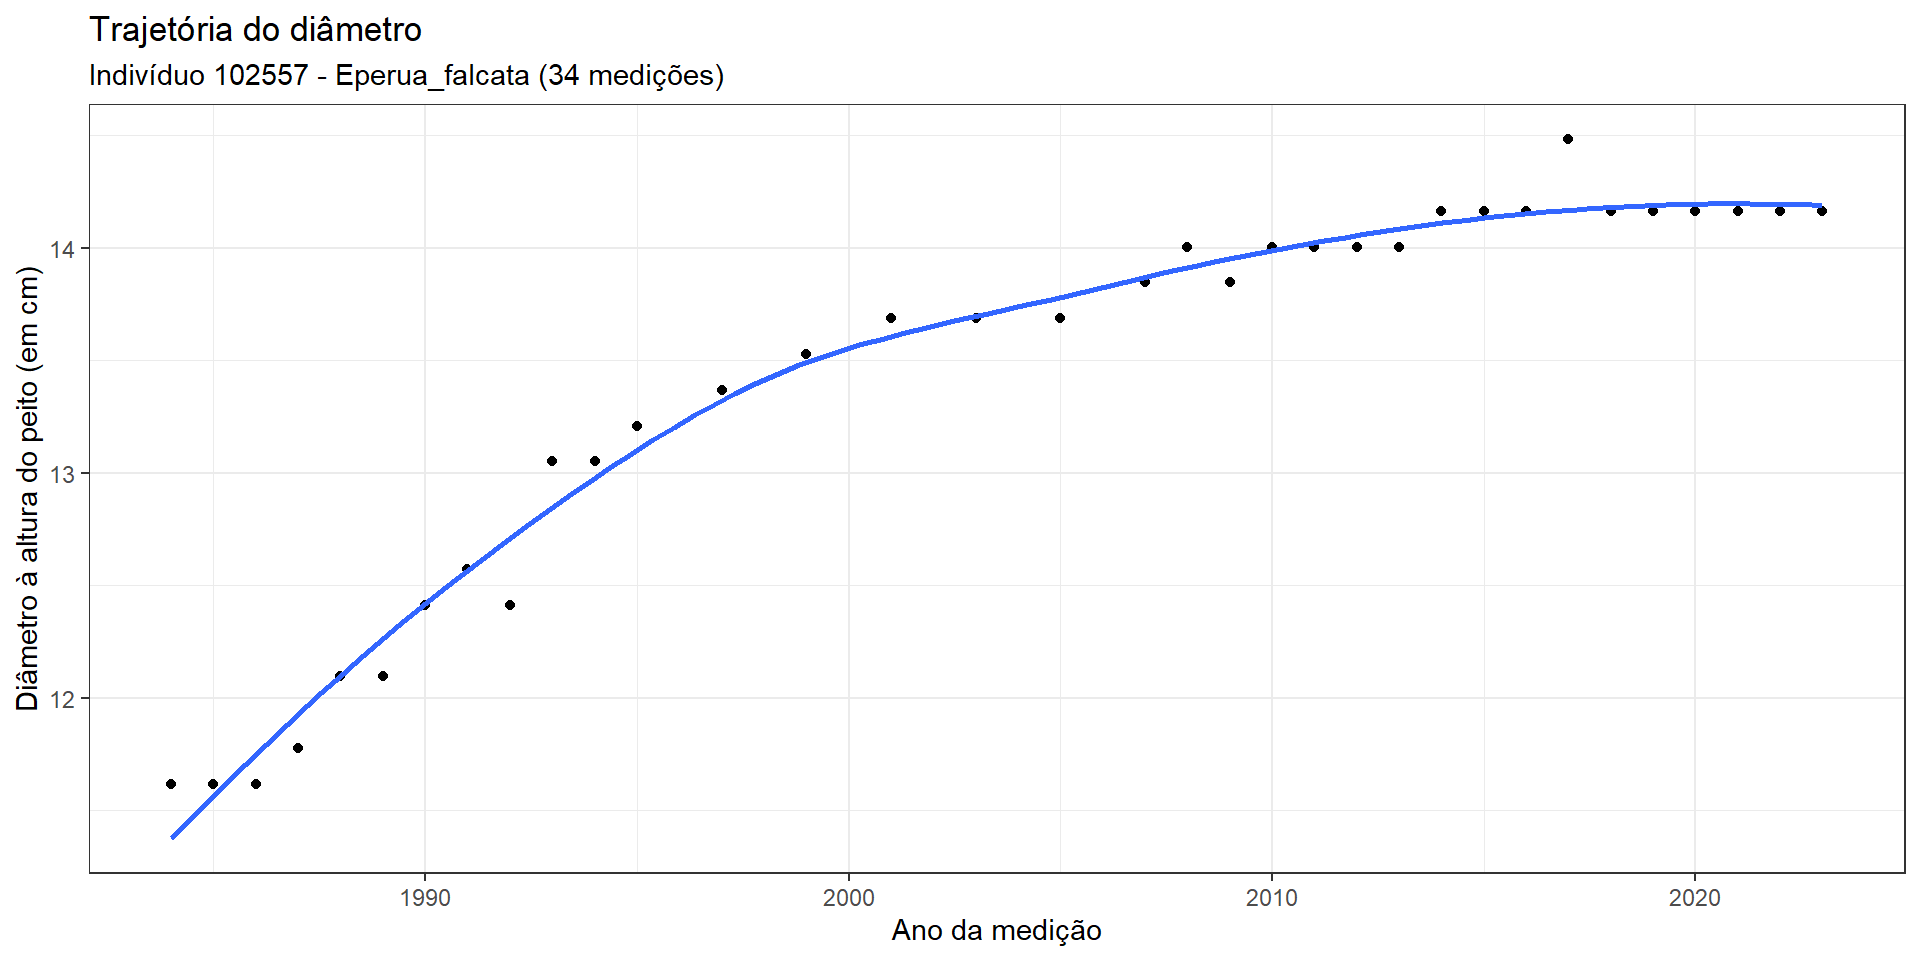 Trajetória do diâmetro
Indivíduo 102557 - Eperua_falcata (34 medições)
Diâmetro à altura do peito (em cm)
14
13
12
1990 2000 2010 2020
Ano da medição